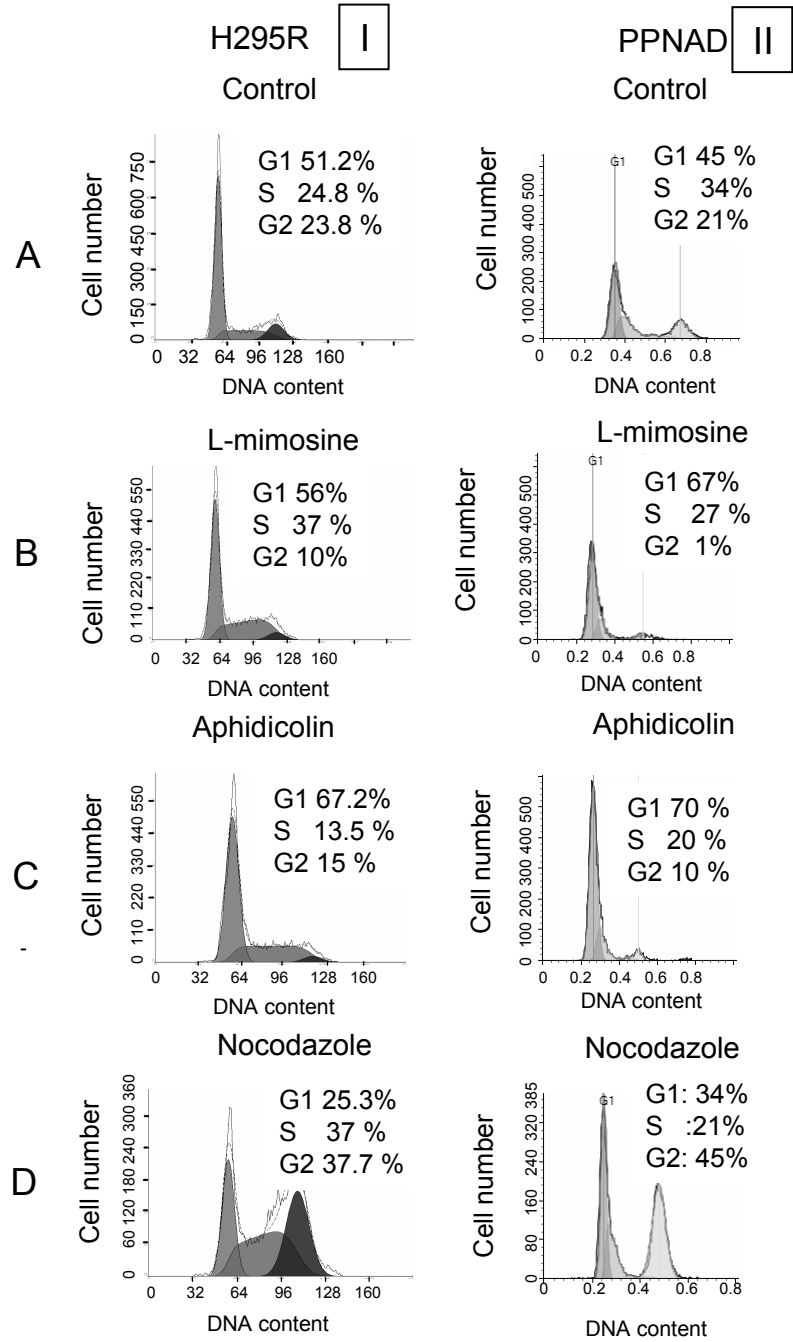 H295R I
Control
Cell number
0 150 300 450 600 750
G1 51.2%
S 24.8 %
G2 23.8 %
0 32 64 96 128 160
DNA content
PPNAD II
Control
Cell number
0 100 200 300 400 500
G1
G1 45 %
S 34%
G2 21%
0 0.2 0.4 0.6 0.8
DNA content
A
L-mimosine
Cell number
0 110 220 330 440 550
G1 56%
S 37 %
G2 10%
0 32 64 96 128 160
DNA content
L-mimosine
Cell number
0 100 200 300 400 500
G1
G1 67%
S 27 %
G2 1%
0 0.2 0.4 0.6 0.8
DNA content
B
Aphidicolin
Cell number
0 110 220 330 440 550
G1 67.2%
S 13.5 %
G2 15 %
0 32 64 96 128 160
DNA content
Aphidicolin
Cell number
0 100 200 300 400 500
G1 70 %
S 20 %
G2 10 %
0 0.2 0.4 0.6 0.8
DNA content
C
-
Nocodazole
Cell number
0 60 120 180 240 300 360
G1 25.3%
S 37 %
G2 37.7 %
0 32 64 96 128 160
DNA content
Nocodazole
Cell number
0 80 160 240 320 385
G1
G1: 34%
S :21%
G2: 45%
0 0.2 0.4 0.6 0.8
DNA content
D